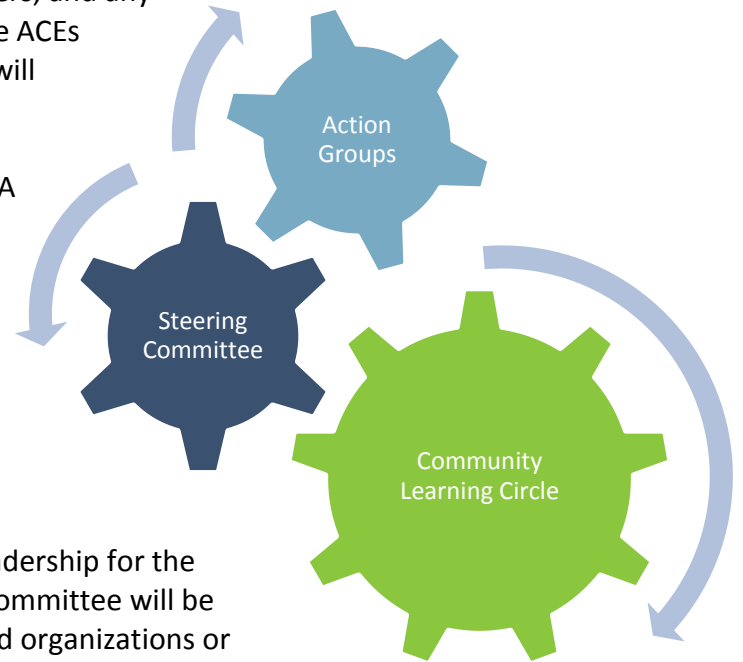 e ACEs
will
A
Action
Groups
Steering
Committee
Community
Learning Circle
dership for the
ommittee will be
d organizations or